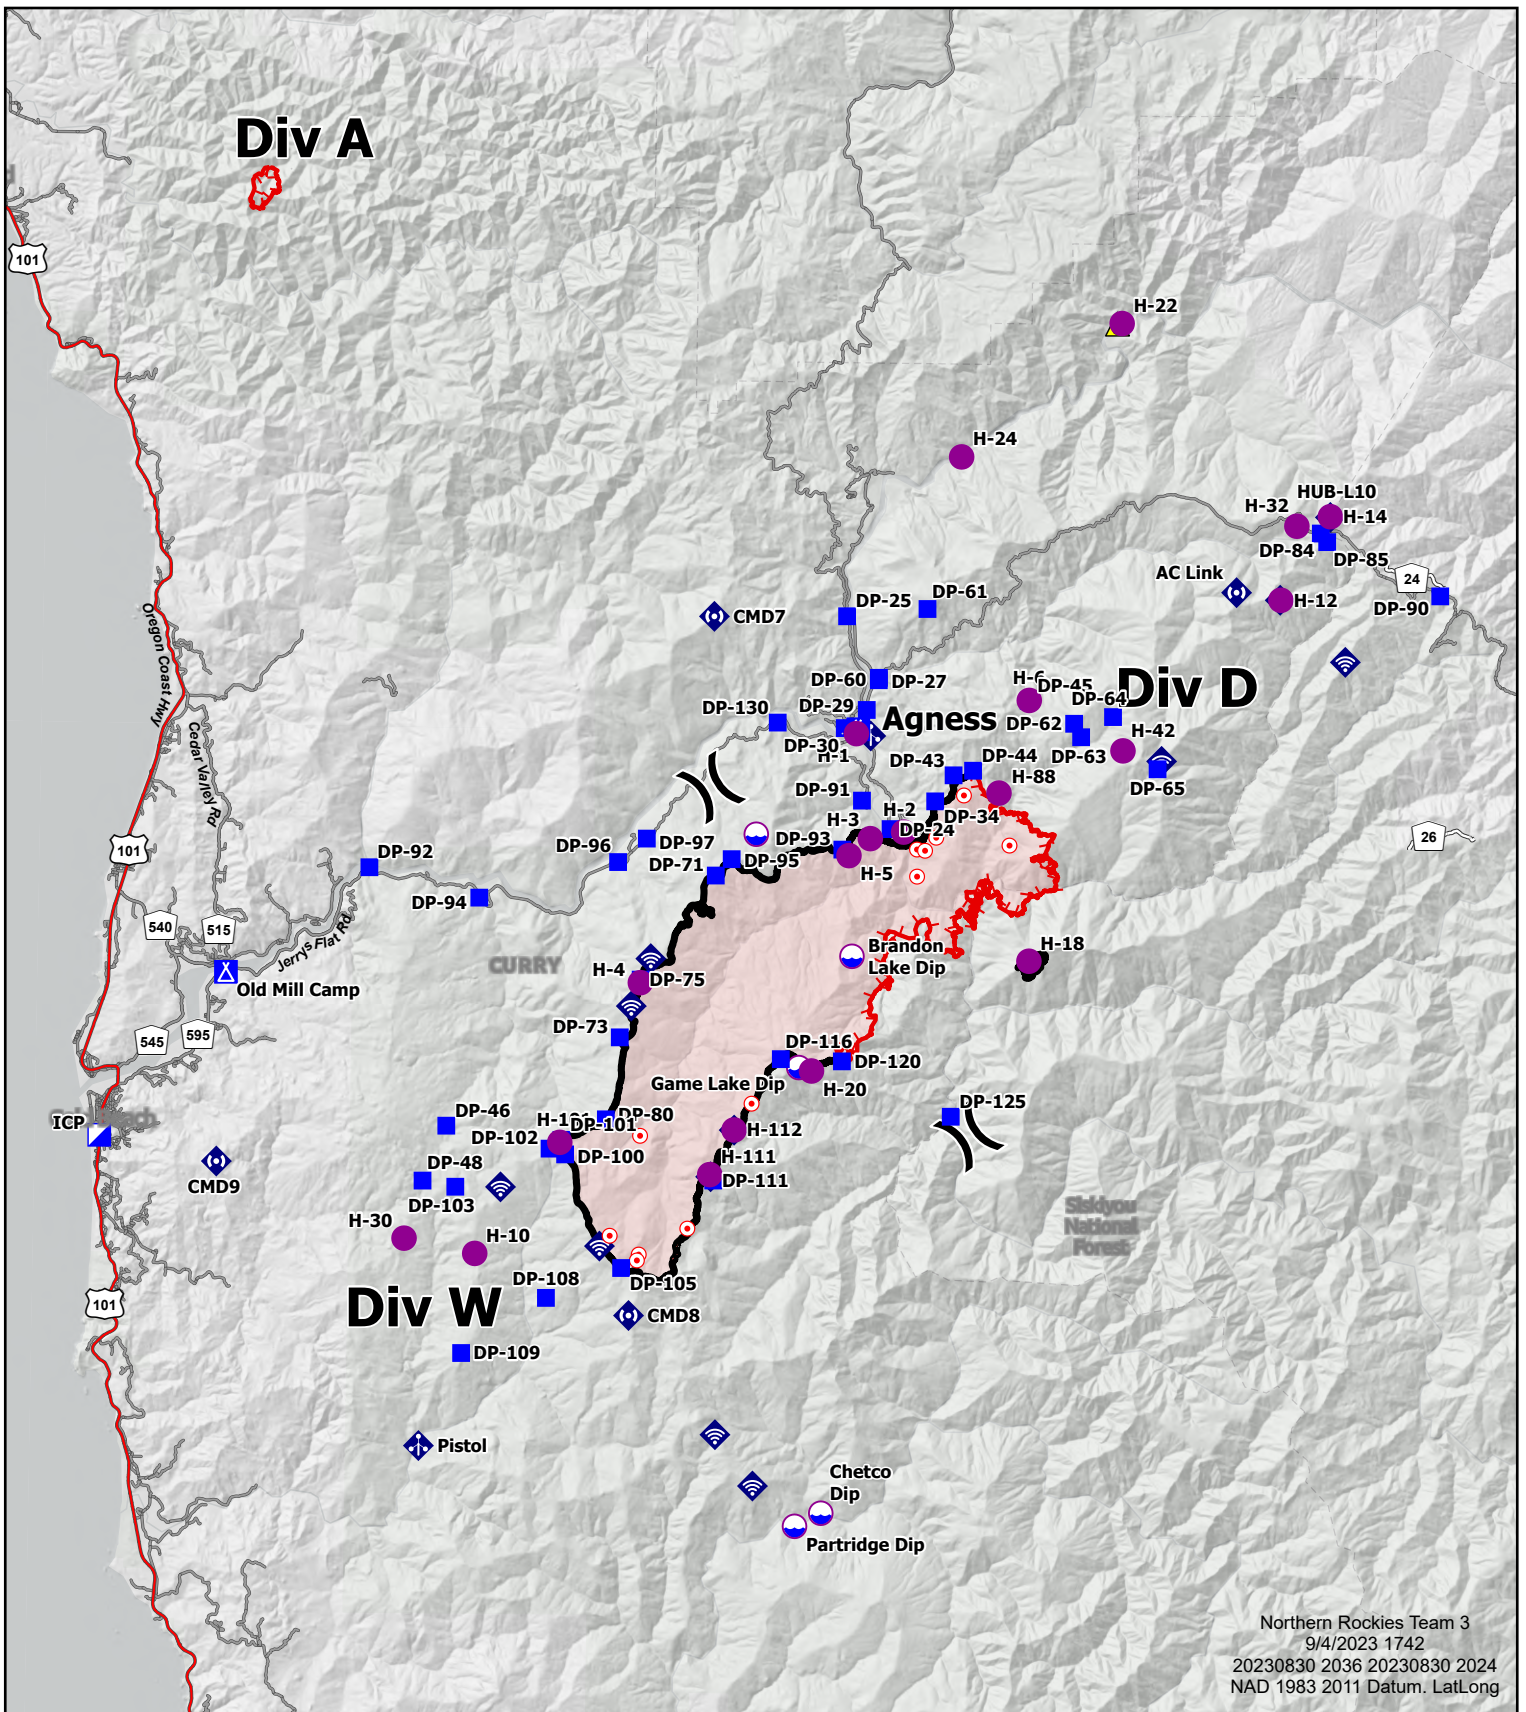 Div A
101
H-22
H-24
HUB-L10
H-32
H-14
DP-84
DP-85
AC Link
24
H-12
DP-90
DP-61
DP-25
CMD7
Oregon Coast Hwy
DP-60
DP-27
H-6
DP-45
Div D
DP-64
DP-130
DP-29
Agness
DP-62
H-42
DP-30
H-1
DP-63
Cedar Valley Rd
DP-43
DP-44
H-88
DP-65
DP-91
H-2
DP-34
H-3
DP-24
DP-93
26
101
DP-92
DP-96
DP-97
DP-71
DP-95
H-5
DP-94
540
515
Jerrys Flat Rd
Brandon
Lake Dip
H-18
CURRY
H-4
DP-75
Old Mill Camp
545
595
DP-73
DP-116
DP-120
Game Lake Dip
H-20
DP-125
ICP
DP-46
DP-80
DP-101
DP-102
H-112
DP-100
H-111
DP-111
CMD9
DP-48
DP-103
Siskiyou
National
Forest
H-30
H-10
DP-105
DP-108
101
Div W
CMD8
DP-109
Pistol
Chetco
Dip
Partridge Dip
Northern Rockies Team 3
9/4/2023 1742
20230830 2036 20230830 2024
NAD 1983 2011 Datum. LatLong